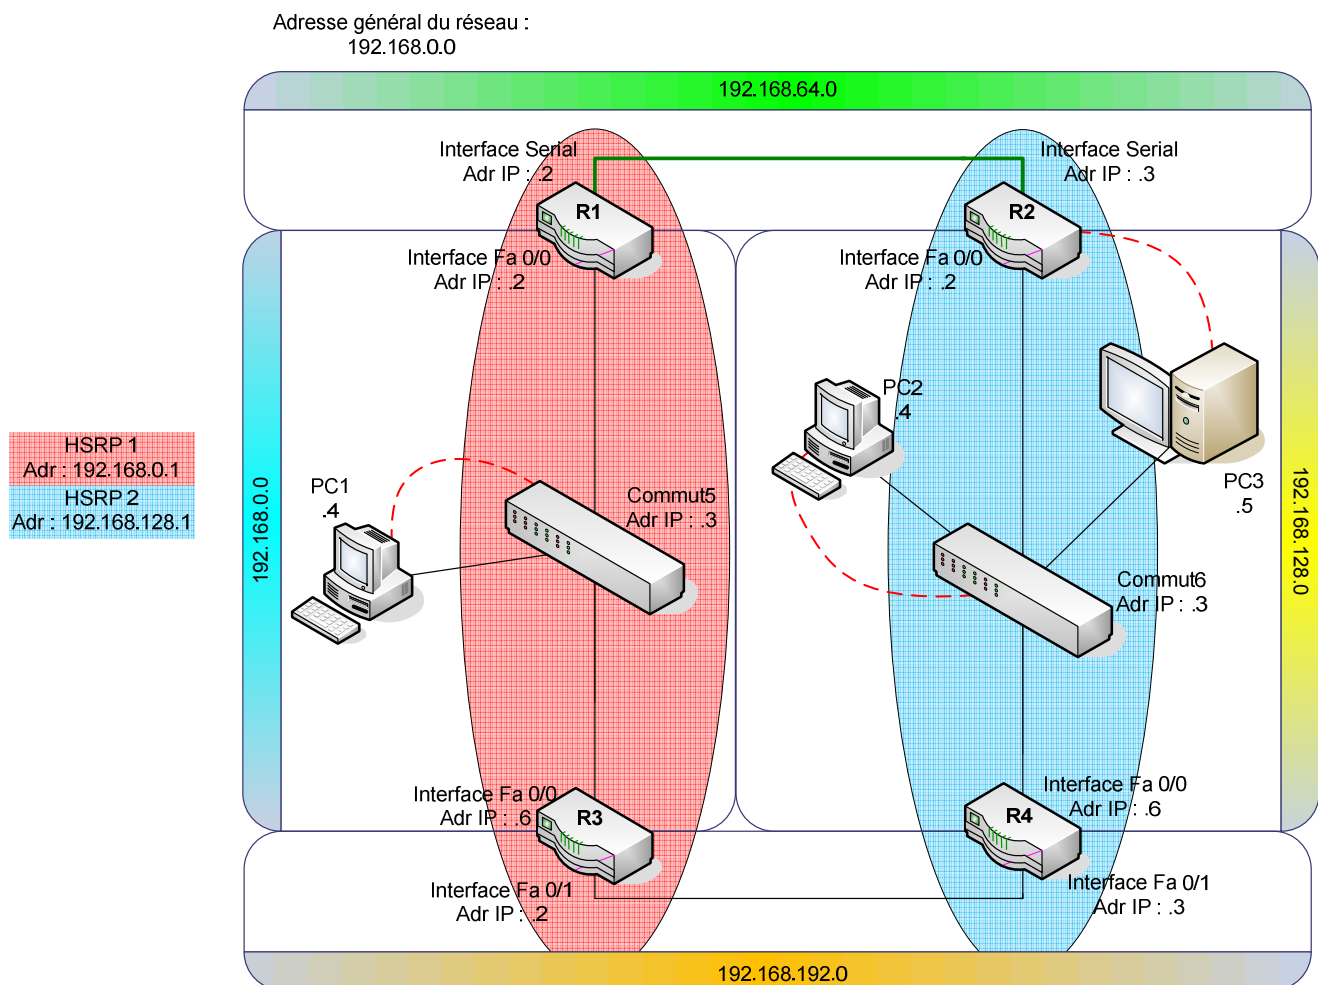 Adresse général du réseau :
192.168.0.0
192.168.64.0
Interface Serial
Adr IP : .2
Interface Serial
Adr IP : .3
R1
R2
Interface Fa 0/0
Adr IP : .2
Interface Fa 0/0
Adr IP : .2
HSRP 1
Adr : 192.168.0.1
HSRP 2
Adr : 192.168.128.1
192.168.0.0
PC1
.4
Commut5
Adr IP : .3
PC2
.4
PC3
.5
Commut6
Adr IP : .3
192.168.128.0
Interface Fa 0/0
Adr IP : .6
R3
Interface Fa 0/0
Adr IP : .6
R4
Interface Fa 0/1
Adr IP : .2
Interface Fa 0/1
Adr IP : .3
192.168.192.0